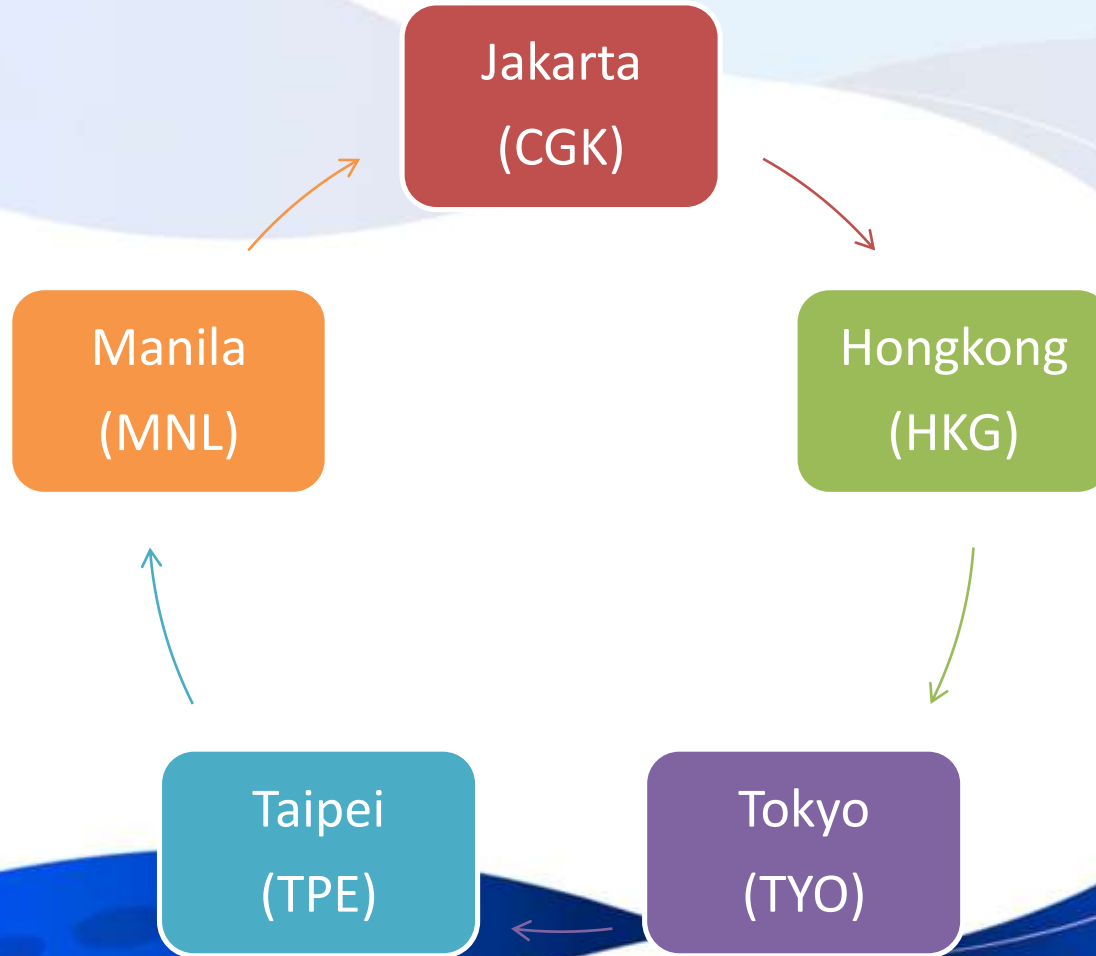 Jakarta
(CGK)
Hongkong
(HKG)
Tokyo
(TYO)
Taipei
(TPE)
Manila
(MNL)